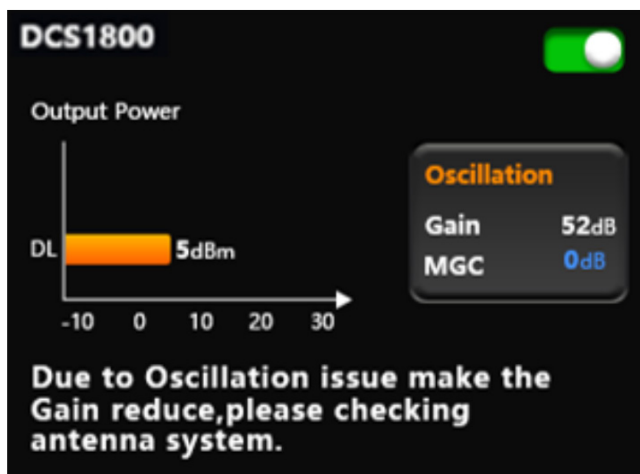 DCS1800
Output Power
Oscillation
Gain 52dB
MGC 0dB
DL 5dBm
-10 0 10 20 30
Due to Oscillation issue make the
Gain reduce,please checking
antenna system.